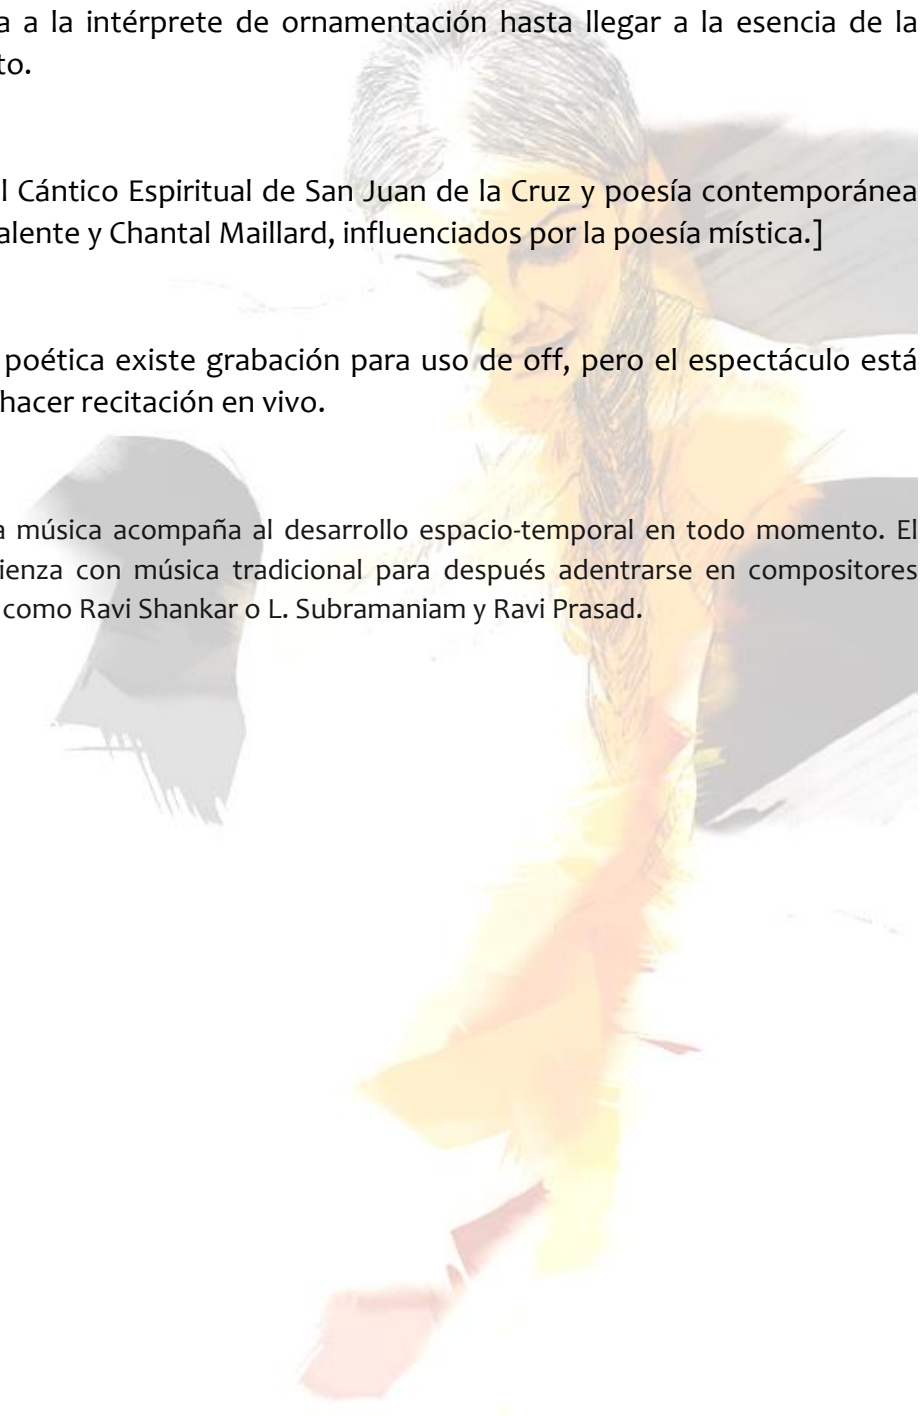 a a la intérprete de ornamentación hasta llegar a la esencia de la
to.
l Cántico Espiritual de San Juan de la Cruz y poesía contemporánea
alente y Chantal Maillard, influenciados por la poesía mística.]
poética existe grabación para uso de off, pero el espectáculo está
hacer recitación en vivo.
a música acompaña al desarrollo espacio-temporal en todo momento. El
ienza con música tradicional para después adentrarse en compositores
como Ravi Shankar o L. Subramaniam y Ravi Prasad.